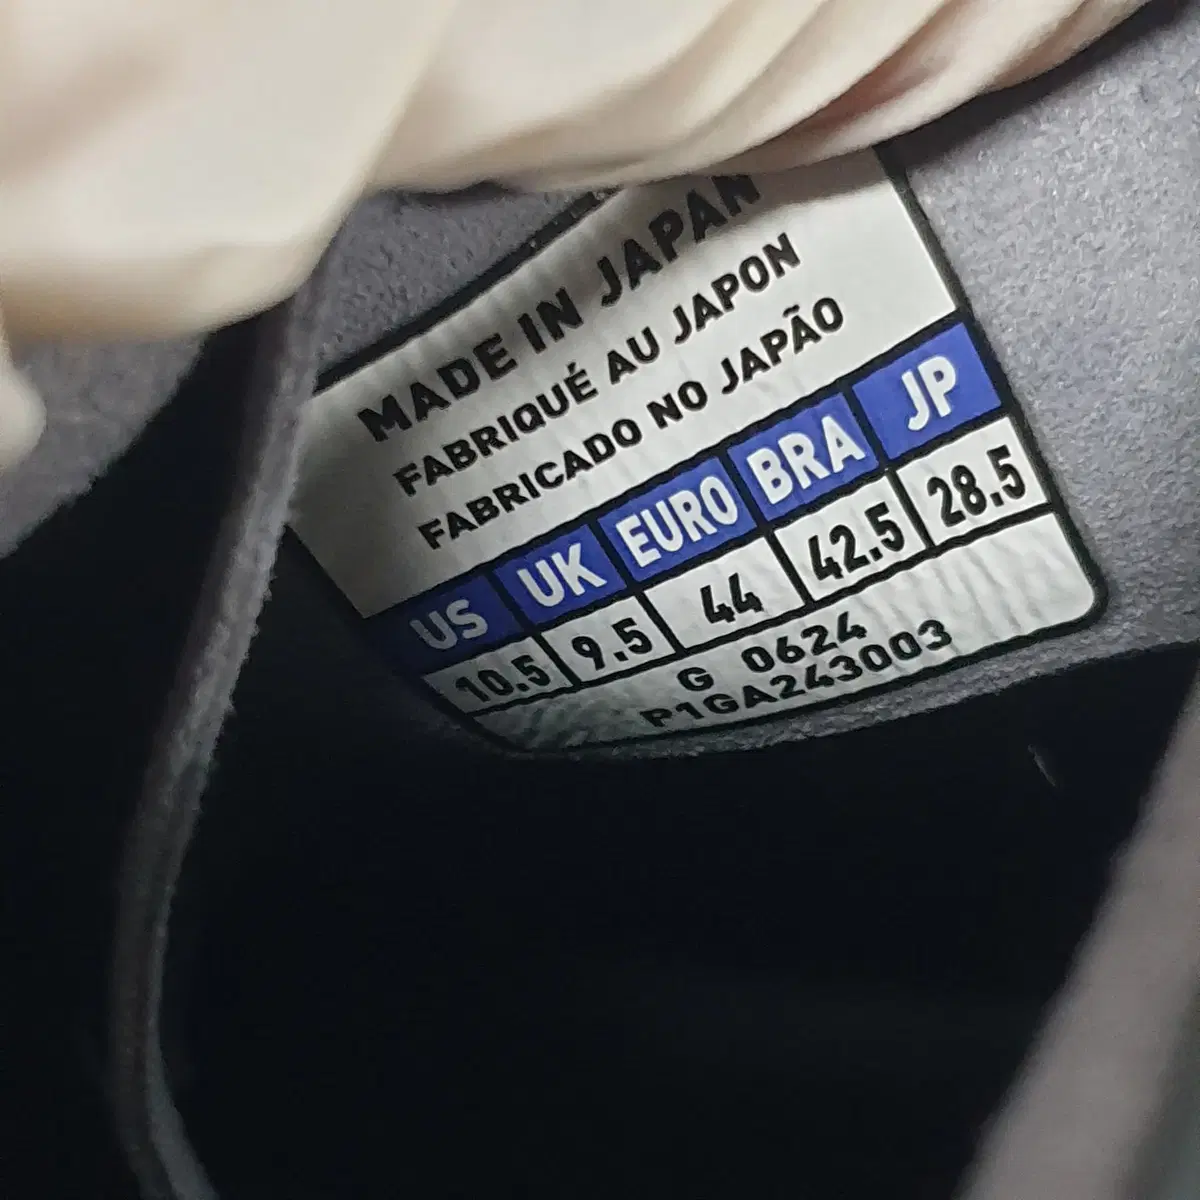 MADE IN JAPAN
FABRIQUÉ AU JAPON
FABRICADO NO JAPÃO
US UK EURO BRA JP
10.5 9.5 44 42.5 28.5
G 0624
P1GA243003